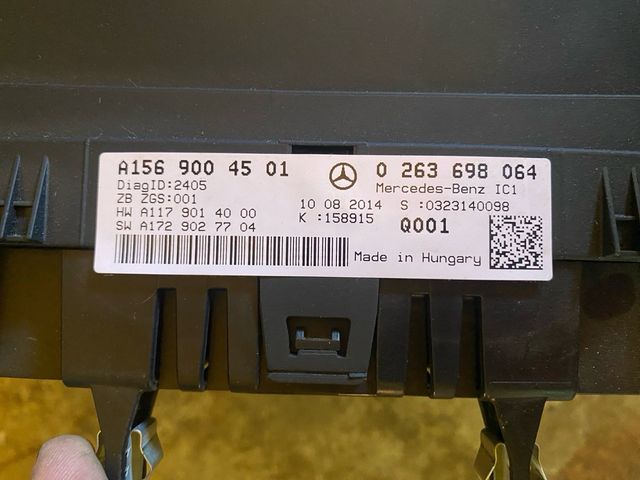 A156 900 45 01 0 263 698 064
DiagID:2405 Mercedes-Benz IC1
ZB ZGS:001 10 08 2014 S :0323140098
HW A117 901 40 00 K :158915 Q001
SW A172 902 77 04
Made in Hungary